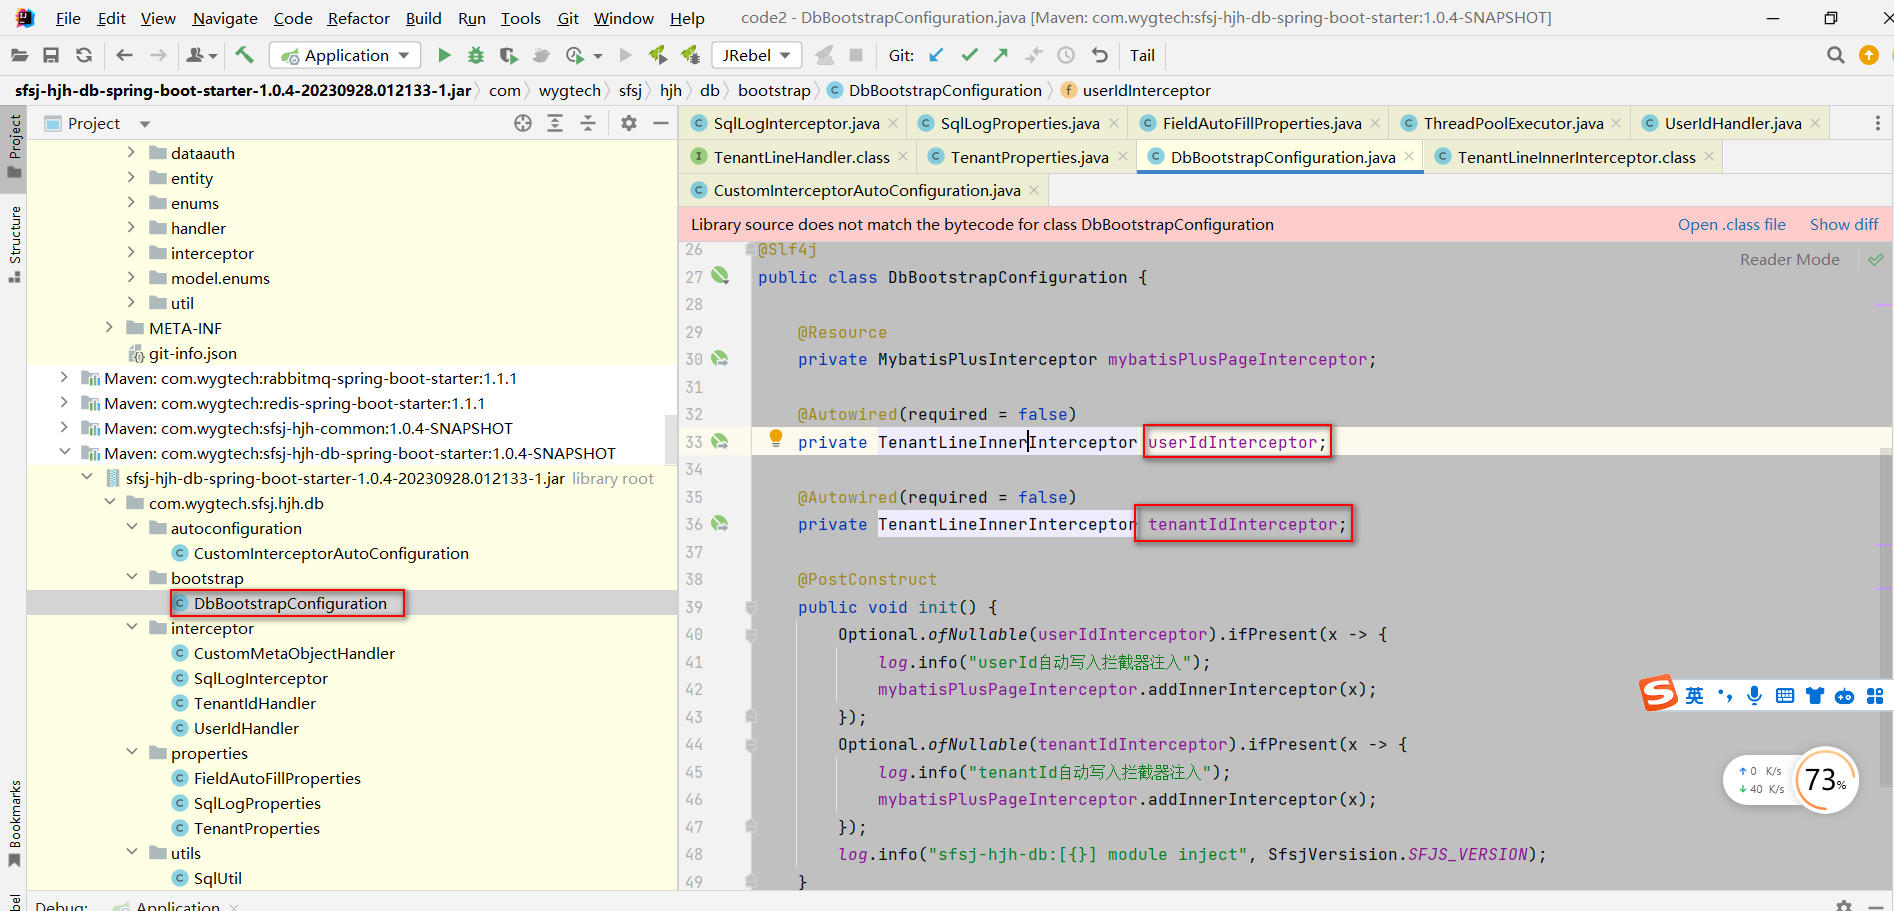 File Edit View Navigate Code Refactor Build Run Tools Git Window Help code2 - DbBootstrapConfiguration.java [Maven: com.wygtech:sfsj-hjh-db-spring-boot-starter:1.0.4-SNAPSHOT]
Application JRebel Git: Tail
sfsj-hjh-db-spring-boot-starter-1.0.4-20230928.012133-1.jar com wygtech sfsj hjh db bootstrap DbBootstrapConfiguration userIdInterceptor
Project
Project
Structure
Bookmarks
dataauth
entity
enums
handler
interceptor
model.enums
util
META-INF
git-info.json
Maven: com.wygtech:rabbitmq-spring-boot-starter:1.1.1
Maven: com.wygtech:redis-spring-boot-starter:1.1.1
Maven: com.wygtech:sfsj-hjh-common:1.0.4-SNAPSHOT
Maven: com.wygtech:sfsj-hjh-db-spring-boot-starter:1.0.4-SNAPSHOT
sfsj-hjh-db-spring-boot-starter-1.0.4-20230928.012133-1.jar library root
com.wygtech.sfsj.hjh.db
autoconfiguration
CustomInterceptorAutoConfiguration
bootstrap
DbBootstrapConfiguration
interceptor
CustomMetaObjectHandler
SqlLogInterceptor
TenantIdHandler
UserIdHandler
properties
FieldAutoFillProperties
SqlLogProperties
TenantProperties
utils
SqlUtil
SqlLogInterceptor.java SqlLogProperties.java FieldAutoFillProperties.java ThreadPoolExecutor.java UserIdHandler.java
TenantLineHandler.class TenantProperties.java DbBootstrapConfiguration.java TenantLineInnerInterceptor.class
CustomInterceptorAutoConfiguration.java
Library source does not match the bytecode for class DbBootstrapConfiguration Open .class file Show diff
Reader Mode
26 @Slf4j
27 public class DbBootstrapConfiguration {
28
29 @Resource
30 private MybatisPlusInterceptor mybatisPlusPageInterceptor;
31
32 @Autowired(required = false)
33 private TenantLineInnerInterceptor userIdInterceptor;
34
35 @Autowired(required = false)
36 private TenantLineInnerInterceptor tenantIdInterceptor;
37
38 @PostConstruct
39 public void init() {
40 Optional.ofNullable(userIdInterceptor).ifPresent(x -> {
41 log.info("userId自动写入拦截器注入");
42 mybatisPlusPageInterceptor.addInnerInterceptor(x);
43 });
44 Optional.ofNullable(tenantIdInterceptor).ifPresent(x -> {
45 log.info("tenantId自动写入拦截器注入");
46 mybatisPlusPageInterceptor.addInnerInterceptor(x);
47 });
48 log.info("sfsj-hjh-db:[{}] module inject", SfsjVersision.SFJS_VERSION);
49 }
英
0 K/s
40 K/s
73%
Debug: Application